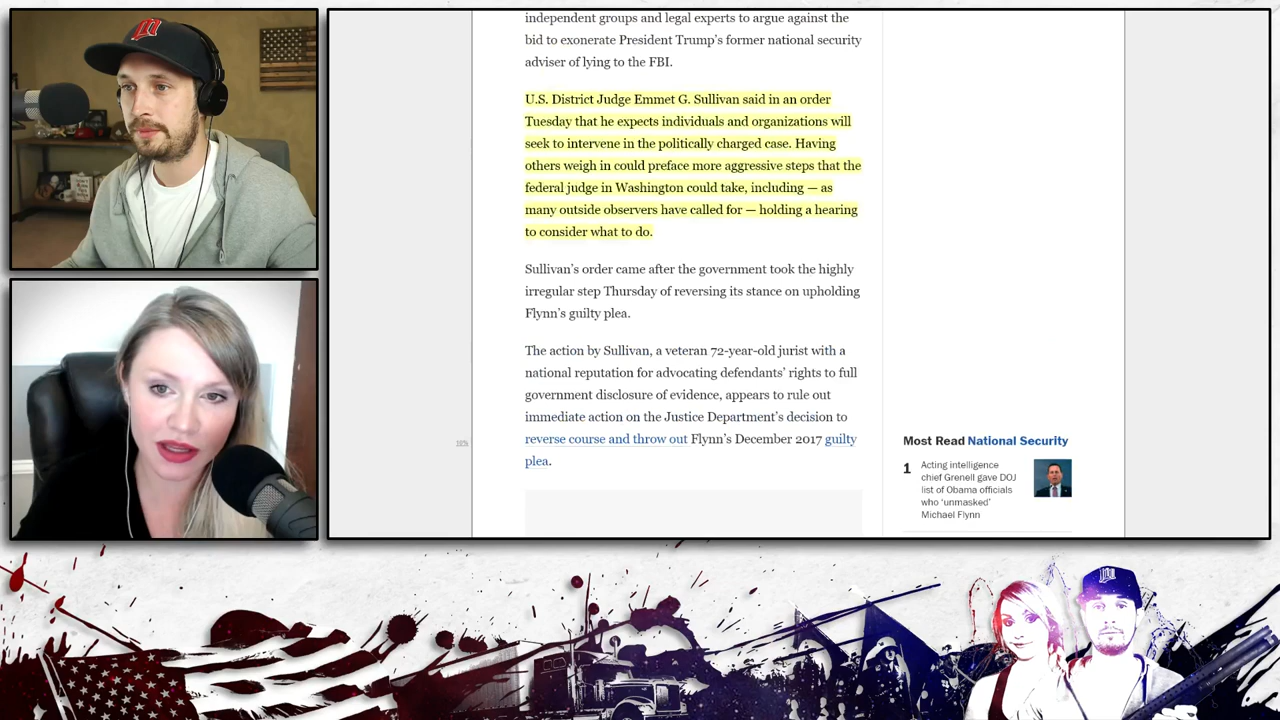 independent groups and legal experts to argue against the
bid to exonerate President Trump's former national security
adviser of lying to the FBI.
U.S. District Judge Emmet G. Sullivan said in an order
Tuesday that he expects individuals and organizations will
seek to intervene in the politically charged case. Having
others weigh in could preface more aggressive steps that the
federal judge in Washington could take, including — as
many outside observers have called for — holding a hearing
to consider what to do.
Sullivan's order came after the government took the highly
irregular step Thursday of reversing its stance on upholding
Flynn's guilty plea.
The action by Sullivan, a veteran 72-year-old jurist with a
national reputation for advocating defendants' rights to full
government disclosure of evidence, appears to rule out
immediate action on the Justice Department's decision to
reverse course and throw out Flynn's December 2017 guilty
plea.
Most Read National Security
1
Acting intelligence
chief Grenell gave DOJ
list of Obama officials
who 'unmasked'
Michael Flynn